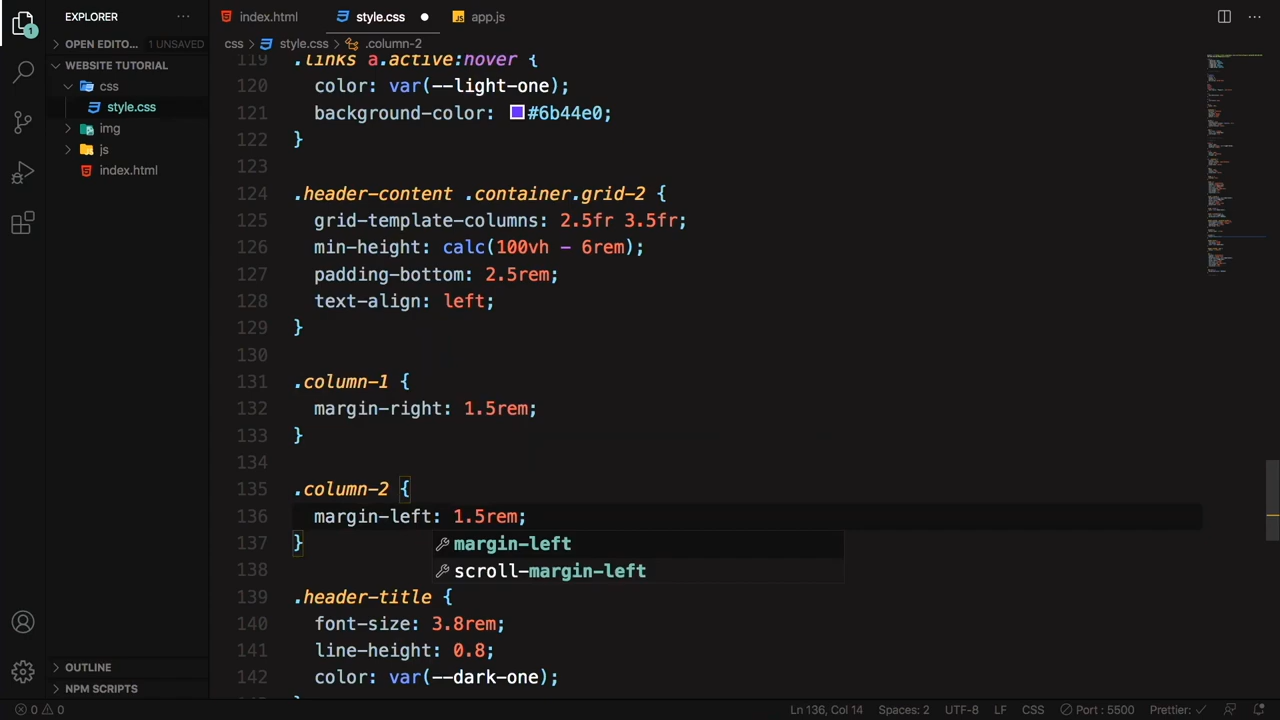 EXPLORER
index.html
style.css
app.js
OPEN EDITO... 1 UNSAVED
css
style.css
.column-2
WEBSITE TUTORIAL
css
style.css
img
js
index.html
119 .links a.active:hover {
120 color: var(--light-one);
121 background-color: #6b44e0;
122 }
123
124 .header-content .container.grid-2 {
125 grid-template-columns: 2.5fr 3.5fr;
126 min-height: calc(100vh - 6rem);
127 padding-bottom: 2.5rem;
128 text-align: left;
129 }
130
131 .column-1 {
132 margin-right: 1.5rem;
133 }
134
135 .column-2 {
136 margin-left: 1.5rem;
137 }
margin-left
138
scroll-margin-left
139 .header-title {
140 font-size: 3.8rem;
141 line-height: 0.8;
142 color: var(--dark-one);
OUTLINE
NPM SCRIPTS
1
0 0
Ln 136, Col 14
Spaces: 2
UTF-8
LF
CSS
Port : 5500
Prettier: